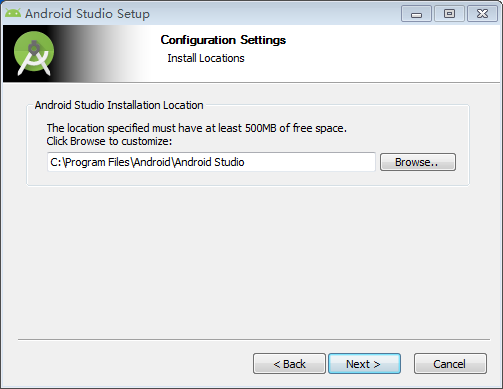 Android Studio Setup
Configuration Settings
Install Locations
Android Studio Installation Location
The location specified must have at least 500MB of free space.
Click Browse to customize:
C:\Program Files\Android\Android Studio
Browse..
< Back
Next >
Cancel